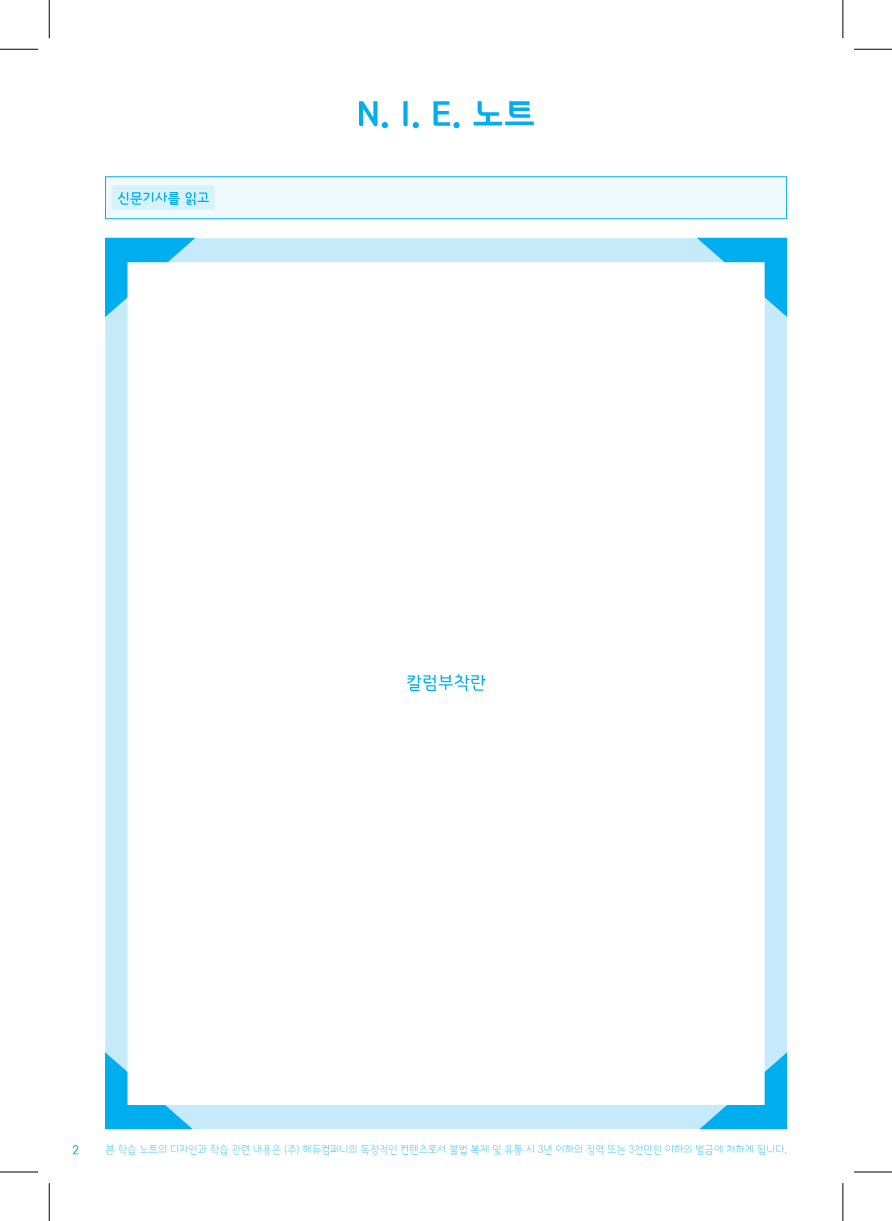 N. I. E. 노트
신문기사를 읽고
칼럼부착란
2 본 학습 노트의 디자인과 학습 관련 내용은 (주) 헤듀컴퍼니의 독창적인 컨텐츠로서 불법 복제 및 유통 시 3년 이하의 징역 또는 3천만원 이하의 벌금에 처하게 됩니다.